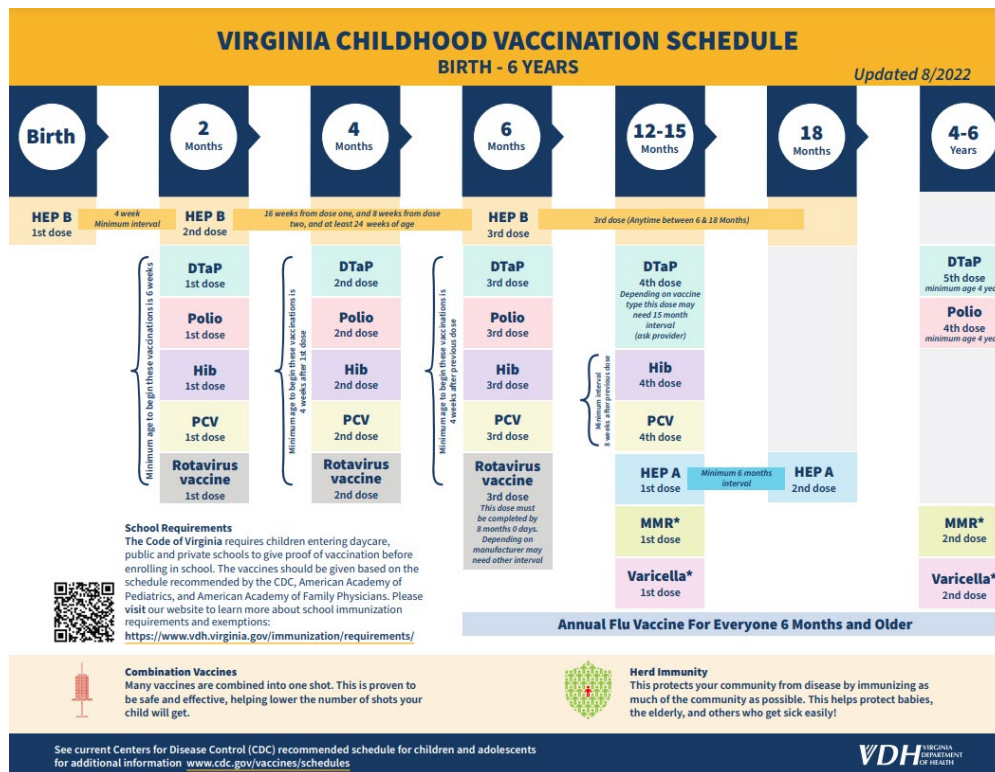 VIRGINIA CHILDHOOD VACCINATION SCHEDULE
BIRTH - 6 YEARS
Updated 8/2022
Birth
2
Months
4
Months
6
Months
12-15
Months
18
Months
4-6
Years
HEP B
1st dose
4 week
Minimum interval
HEP B
2nd dose
16 weeks from dose one, and 8 weeks from dose
two, and at least 24 weeks of age
HEP B
3rd dose
3rd dose (Anytime between 6 & 18 Months)
Minimum age to begin these vaccinations is 6 weeks
DTaP
1st dose
Polio
1st dose
Hib
1st dose
PCV
1st dose
Rotavirus
vaccine
1st dose
Minimum age to begin these vaccinations is
4 weeks after 1st dose
DTaP
2nd dose
Polio
2nd dose
Hib
2nd dose
PCV
2nd dose
Rotavirus
vaccine
2nd dose
Minimum age to begin these vaccinations is
4 weeks after previous dose
DTaP
3rd dose
Polio
3rd dose
Hib
3rd dose
PCV
3rd dose
Rotavirus
vaccine
3rd dose
This dose must
be completed by
8 months 0 days.
Depending on
manufacturer may
need other interval
DTaP
4th dose
Depending on vaccine
type this dose may
need 15 month
interval
(ask provider)
Minimum interval
8 weeks after previous dose
Hib
4th dose
PCV
4th dose
HEP A
1st dose
Minimum 6 months
interval
HEP A
2nd dose
MMR*
1st dose
Varicella*
1st dose
DTaP
5th dose
minimum age 4 yea
Polio
4th dose
minimum age 4 yea
MMR*
2nd dose
Varicella*
2nd dose
Annual Flu Vaccine For Everyone 6 Months and Older
School Requirements
The Code of Virginia requires children entering daycare,
public and private schools to give proof of vaccination before
enrolling in school. The vaccines should be given based on the
schedule recommended by the CDC, American Academy of
Pediatrics, and American Academy of Family Physicians. Please
visit our website to learn more about school immunization
requirements and exemptions:
https://www.vdh.virginia.gov/immunization/requirements/
Combination Vaccines
Many vaccines are combined into one shot. This is proven to
be safe and effective, helping lower the number of shots your
child will get.
Herd Immunity
This protects your community from disease by immunizing as
much of the community as possible. This helps protect babies,
the elderly, and others who get sick easily!
See current Centers for Disease Control (CDC) recommended schedule for children and adolescents
for additional information www.cdc.gov/vaccines/schedules
VDH VIRGINIA
DEPARTMENT
OF HEALTH